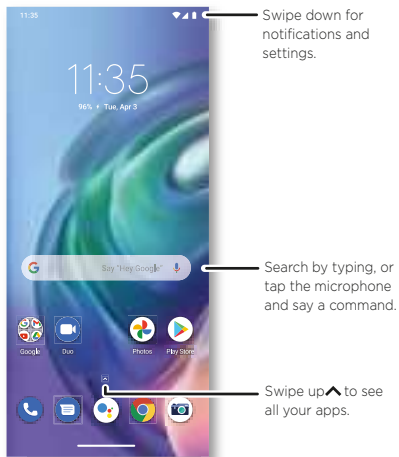 11:35
Swipe down for
notifications and
settings.
11:35
96% • Tue, Apr 3
Say "Hey Google"
Search by typing, or
tap the microphone
and say a command.
Google Duo Photos Play Store
Swipe up to see
all your apps.